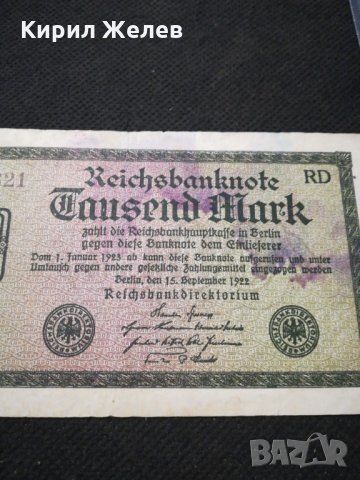 Кирил Желев
621
RD
Reichsbanknote
Tausend Mark
zahlt die Reichsbankhauptkasse in Berlin
gegen diese Banknote dem Einlieferer
Vom 1. Januar 1923 ab kann diese Banknote aufgerufen und unter
Umtausch gegen andere gesetzliche Zahlungsmittel eingezogen werden
Berlin, den 15. September 1922
Reichsbankdirektorium
BAZAR